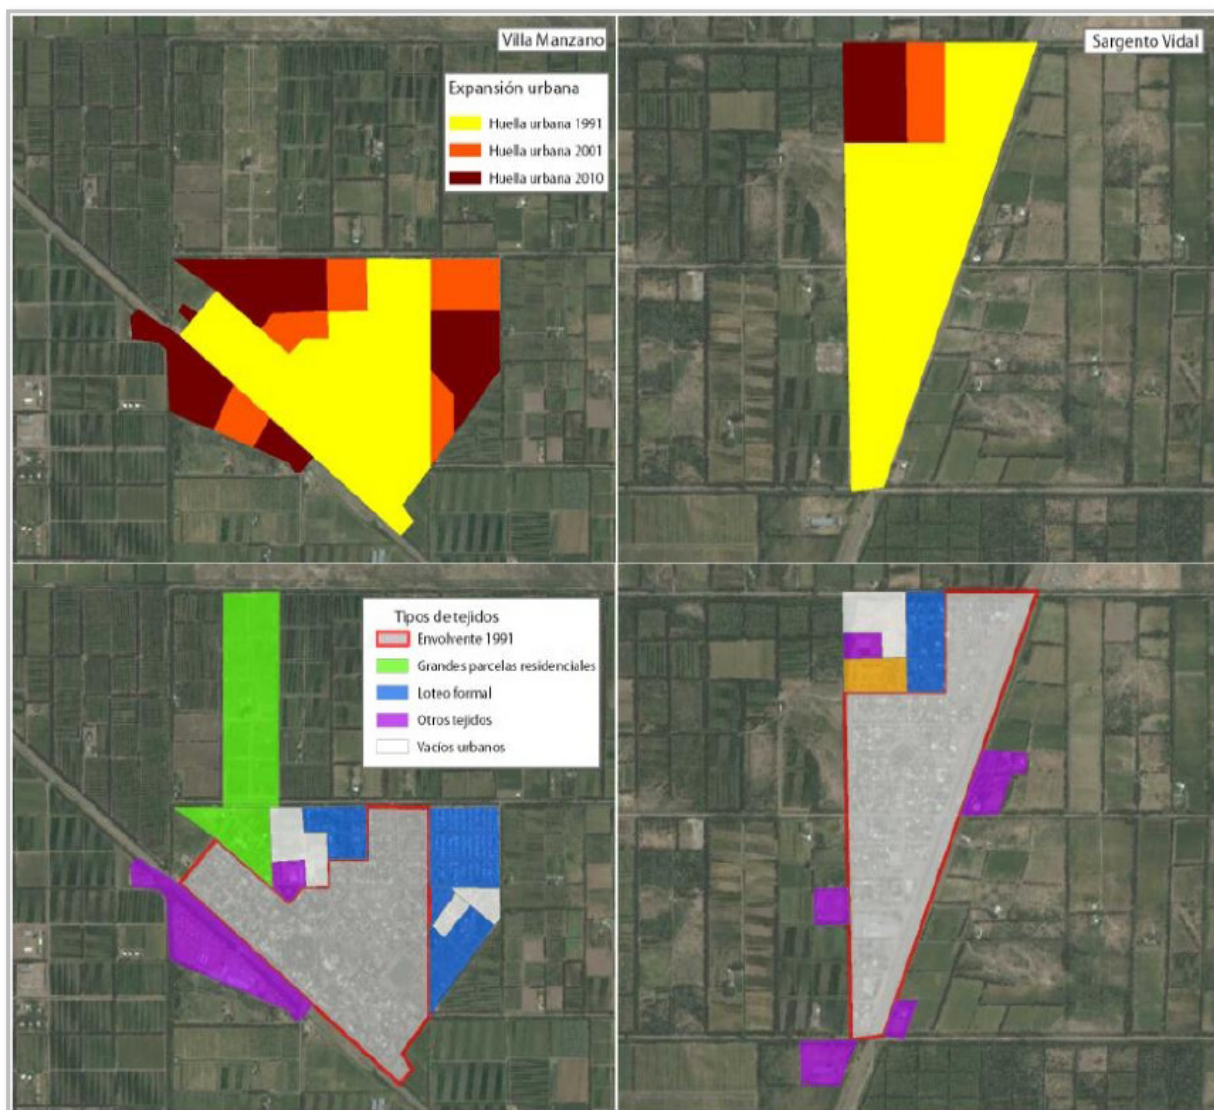 Villa Manzano
Sargento Vidal
Expansión urbana
Huella urbana 1991
Huella urbana 2001
Huella urbana 2010
Tipos de tejidos
Envolvente 1991
Grandes parcelas residenciales
Loteo formal
Otros tejidos
Vacíos urbanos